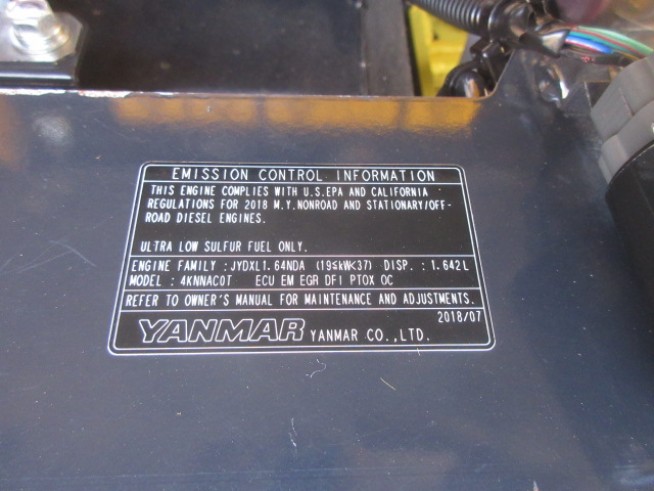 EMISSION CONTROL INFORMATION
THIS ENGINE COMPLIES WITH U.S.EPA AND CALIFORNIA
REGULATIONS FOR 2018 M.Y.NONROAD AND STATIONARY/OFF-
ROAD DIESEL ENGINES.
ULTRA LOW SULFUR FUEL ONLY.
ENGINE FAMILY : JYDXL1.64NDA (19≤kW<37) DISP. : 1.642L
MODEL : 4KNNAC0T ECU EM EGR DFI PTOX OC
REFER TO OWNER'S MANUAL FOR MAINTENANCE AND ADJUSTMENTS.
2018/07
YANMAR YANMAR CO.,LTD.